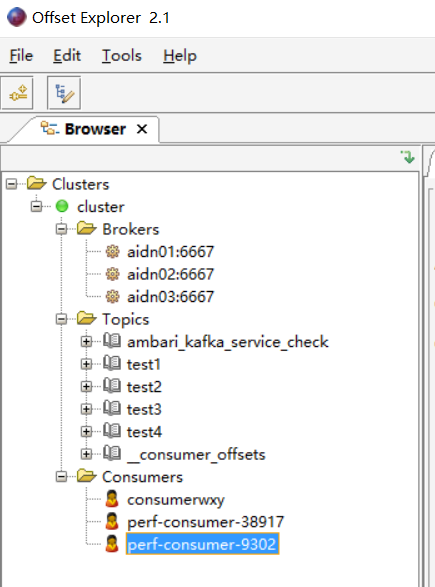 Offset Explorer 2.1
File Edit Tools Help
Browser
Clusters
cluster
Brokers
aidn01:6667
aidn02:6667
aidn03:6667
Topics
ambari_kafka_service_check
test1
test2
test3
test4
__consumer_offsets
Consumers
consumerwxy
perf-consumer-38917
perf-consumer-9302